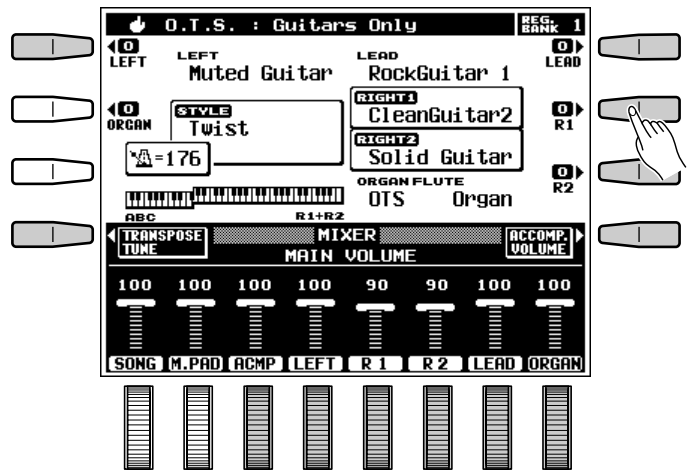 O.T.S. : Guitars Only
REG. BANK 1
0
LEFT
LEFT
Muted Guitar
LEAD
RockGuitar 1
0
LEAD
0
ORGAN
STYLE
Twist
=176
RIGHT1
CleanGuitar2
0
R1
RIGHT2
Solid Guitar
0
R2
ORGAN FLUTE
OTS Organ
ABC
R1+R2
TRANSPOSE
TUNE
MIXER
MAIN VOLUME
ACCOMP.
VOLUME
100 100 100 100 90 90 100 100
SONG M.PAD ACMP LEFT R 1 R 2 LEAD ORGAN